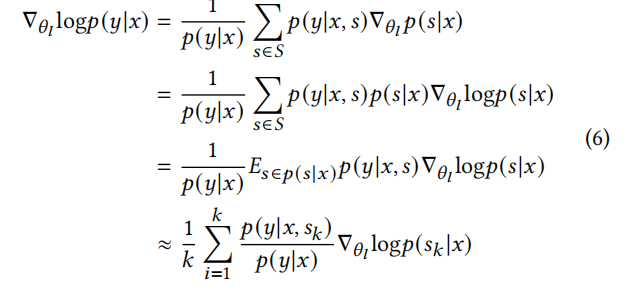 ∇θₗ logp(y|x) = 1/p(y|x) ∑s∈S p(y|x, s)∇θₗ p(s|x)
= 1/p(y|x) ∑s∈S p(y|x, s)p(s|x)∇θₗ logp(s|x)
= 1/p(y|x) Es∈p(s|x) p(y|x, s)∇θₗ logp(s|x)
(6)
≈ 1/k ∑i=1k p(y|x, sₖ)/p(y|x) ∇θₗ logp(sₖ|x)